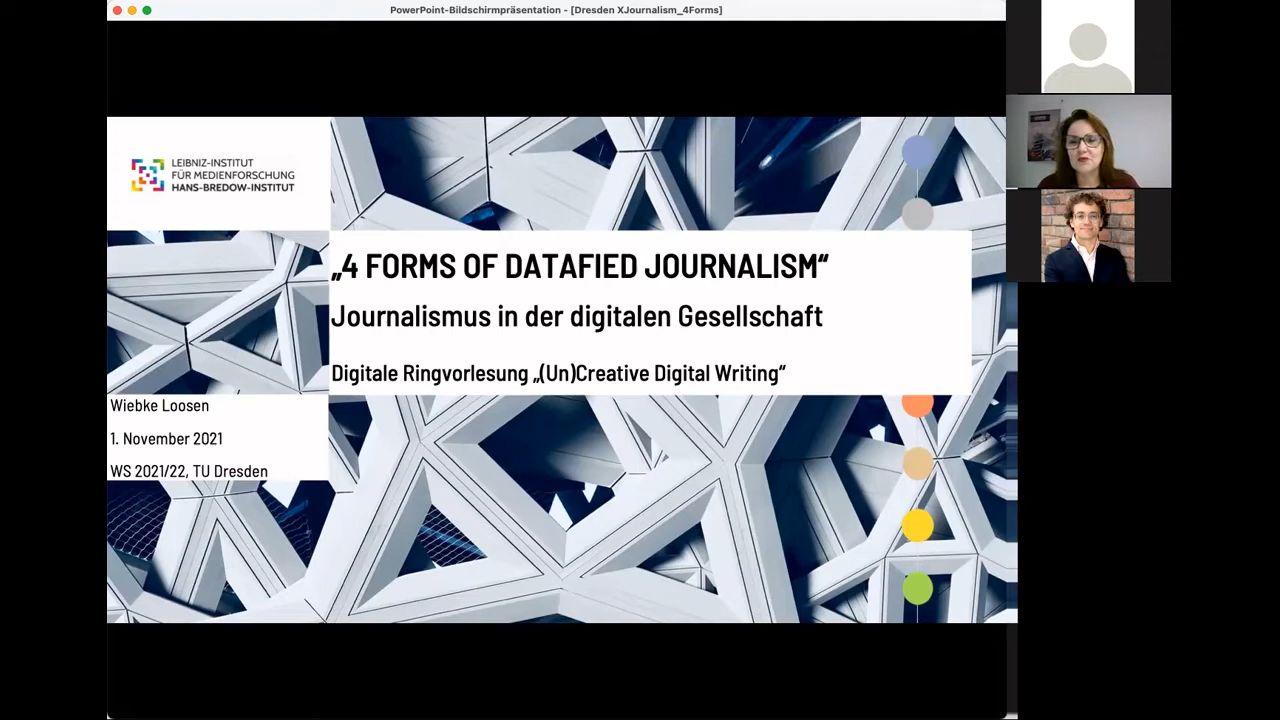 PowerPoint-Bildschirmpräsentation - [Dresden XJournalism_4Forms]
LEIBNIZ-INSTITUT
FÜR MEDIENFORSCHUNG
HANS-BREDOW-INSTITUT
„4 FORMS OF DATAFIED JOURNALISM“
Journalismus in der digitalen Gesellschaft
Digitale Ringvorlesung „(Un)Creative Digital Writing“
Wiebke Loosen
1. November 2021
WS 2021/22, TU Dresden